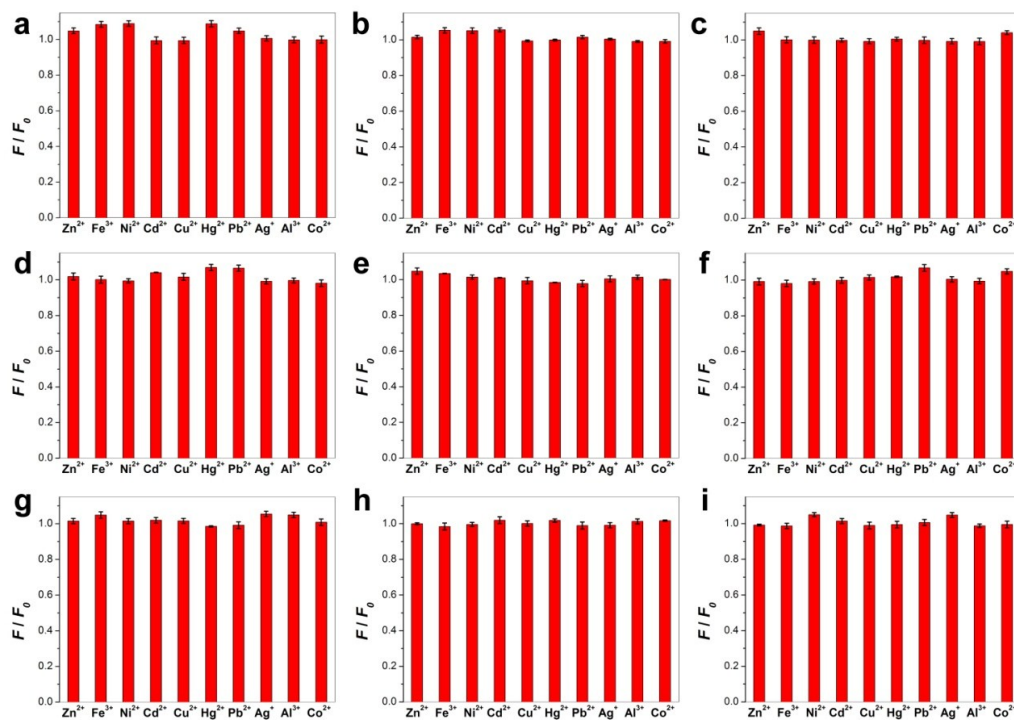 a
b
c
1.0
0.8
0.6
0.4
0.2
0.0
F / F₀
Zn²⁺ Fe³⁺ Ni²⁺ Cd²⁺ Cu²⁺ Hg²⁺ Pb²⁺ Ag⁺ Al³⁺ Co²⁺
1.0
0.8
0.6
0.4
0.2
0.0
F / F₀
Zn²⁺ Fe³⁺ Ni²⁺ Cd²⁺ Cu²⁺ Hg²⁺ Pb²⁺ Ag⁺ Al³⁺ Co²⁺
1.0
0.8
0.6
0.4
0.2
0.0
F / F₀
Zn²⁺ Fe³⁺ Ni²⁺ Cd²⁺ Cu²⁺ Hg²⁺ Pb²⁺ Ag⁺ Al³⁺ Co²⁺
d
e
f
1.0
0.8
0.6
0.4
0.2
0.0
F / F₀
Zn²⁺ Fe³⁺ Ni²⁺ Cd²⁺ Cu²⁺ Hg²⁺ Pb²⁺ Ag⁺ Al³⁺ Co²⁺
1.0
0.8
0.6
0.4
0.2
0.0
F / F₀
Zn²⁺ Fe³⁺ Ni²⁺ Cd²⁺ Cu²⁺ Hg²⁺ Pb²⁺ Ag⁺ Al³⁺ Co²⁺
1.0
0.8
0.6
0.4
0.2
0.0
F / F₀
Zn²⁺ Fe³⁺ Ni²⁺ Cd²⁺ Cu²⁺ Hg²⁺ Pb²⁺ Ag⁺ Al³⁺ Co²⁺
g
h
i
1.0
0.8
0.6
0.4
0.2
0.0
F / F₀
Zn²⁺ Fe³⁺ Ni²⁺ Cd²⁺ Cu²⁺ Hg²⁺ Pb²⁺ Ag⁺ Al³⁺ Co²⁺
1.0
0.8
0.6
0.4
0.2
0.0
F / F₀
Zn²⁺ Fe³⁺ Ni²⁺ Cd²⁺ Cu²⁺ Hg²⁺ Pb²⁺ Ag⁺ Al³⁺ Co²⁺
1.0
0.8
0.6
0.4
0.2
0.0
F / F₀
Zn²⁺ Fe³⁺ Ni²⁺ Cd²⁺ Cu²⁺ Hg²⁺ Pb²⁺ Ag⁺ Al³⁺ Co²⁺